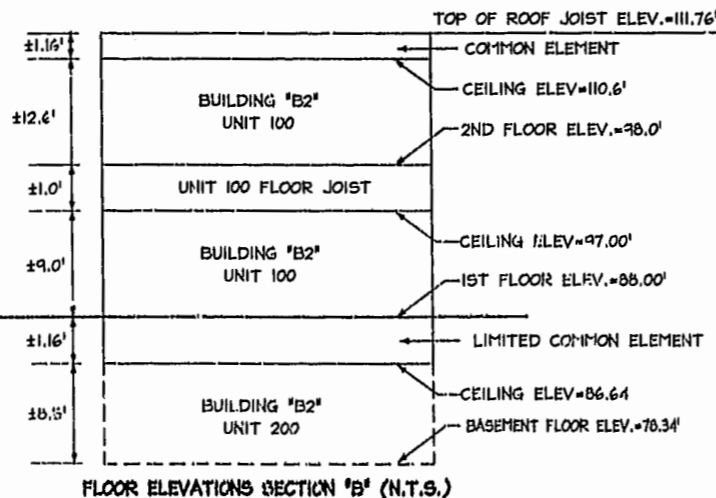 TOP OF ROOF JOIST ELEV.=111.76'
±1.16'
COMMON ELEMENT
CEILING ELEV=110.6'
BUILDING "B2"
UNIT 100
±12.6'
2ND FLOOR ELEV.=98.0'
±1.0'
UNIT 100 FLOOR JOIST
CEILING ELEV=97.00'
BUILDING "B2"
UNIT 100
±9.0'
1ST FLOOR ELEV.=88.00'
±1.16'
LIMITED COMMON ELEMENT
CEILING ELEV=86.64
BUILDING "B2"
UNIT 200
BASEMENT FLOOR ELEV.=78.34'
FLOOR ELEVATIONS SECTION "B" (N.T.S.)